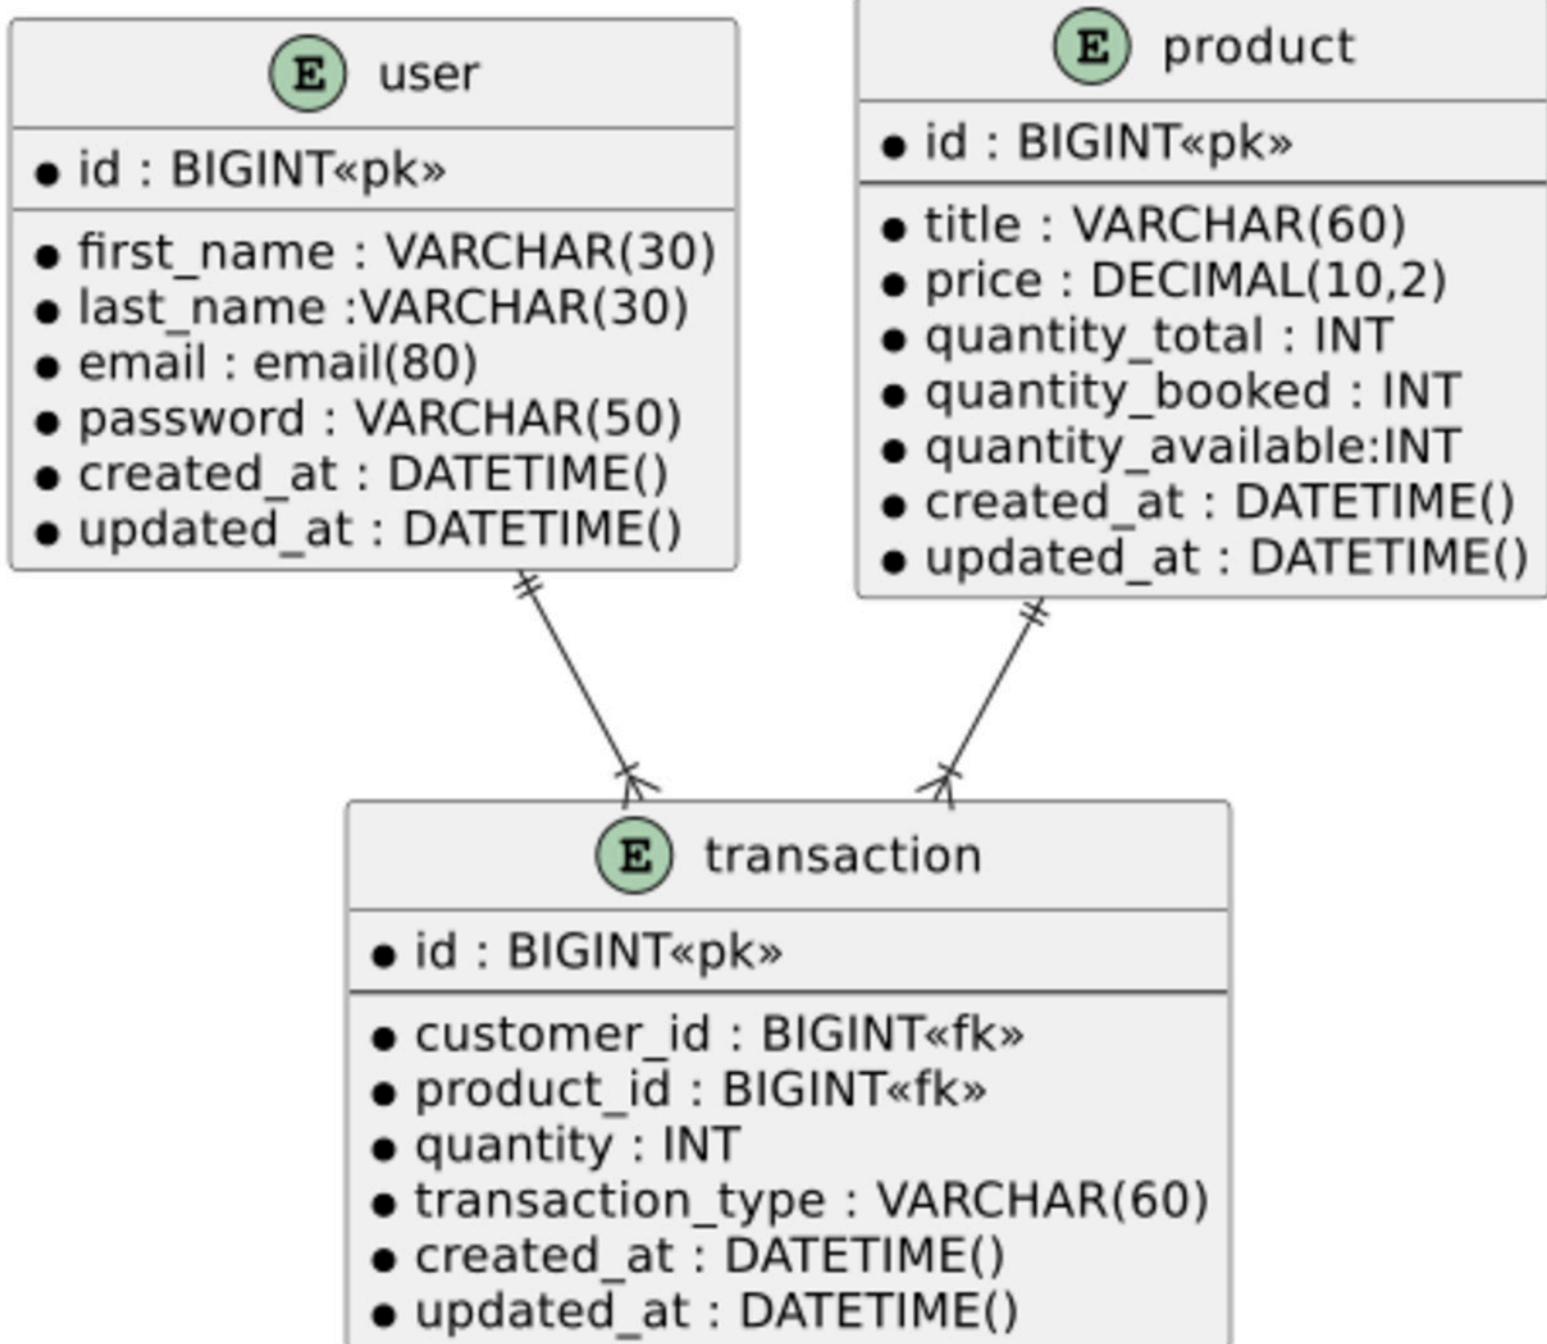 E user
id : BIGINT«pk»
first_name : VARCHAR(30)
last_name :VARCHAR(30)
email : email(80)
password : VARCHAR(50)
created_at : DATETIME()
updated_at : DATETIME()
E product
id : BIGINT«pk»
title : VARCHAR(60)
price : DECIMAL(10,2)
quantity_total : INT
quantity_booked : INT
quantity_available:INT
created_at : DATETIME()
updated_at : DATETIME()
E transaction
id : BIGINT«pk»
customer_id : BIGINT«fk»
product_id : BIGINT«fk»
quantity : INT
transaction_type : VARCHAR(60)
created_at : DATETIME()
updated_at : DATETIME()